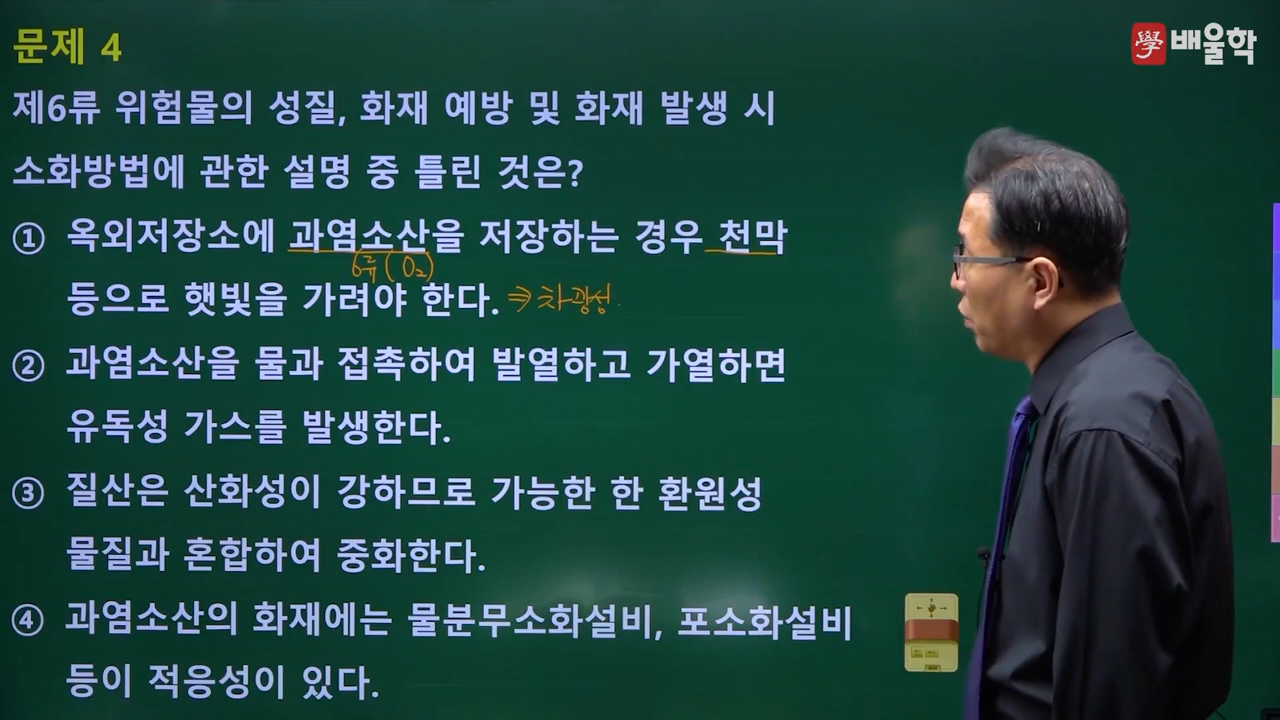 문제 4
學 배울학
제6류 위험물의 성질, 화재 예방 및 화재 발생 시
소화방법에 관한 설명 중 틀린 것은?
① 옥외저장소에 과염소산을 저장하는 경우 천막
6류 (O₂)
등으로 햇빛을 가려야 한다. ⇒ 차광성.
② 과염소산을 물과 접촉하여 발열하고 가열하면
유독성 가스를 발생한다.
③ 질산은 산화성이 강하므로 가능한 한 환원성
물질과 혼합하여 중화한다.
④ 과염소산의 화재에는 물분무소화설비, 포소화설비
등이 적응성이 있다.